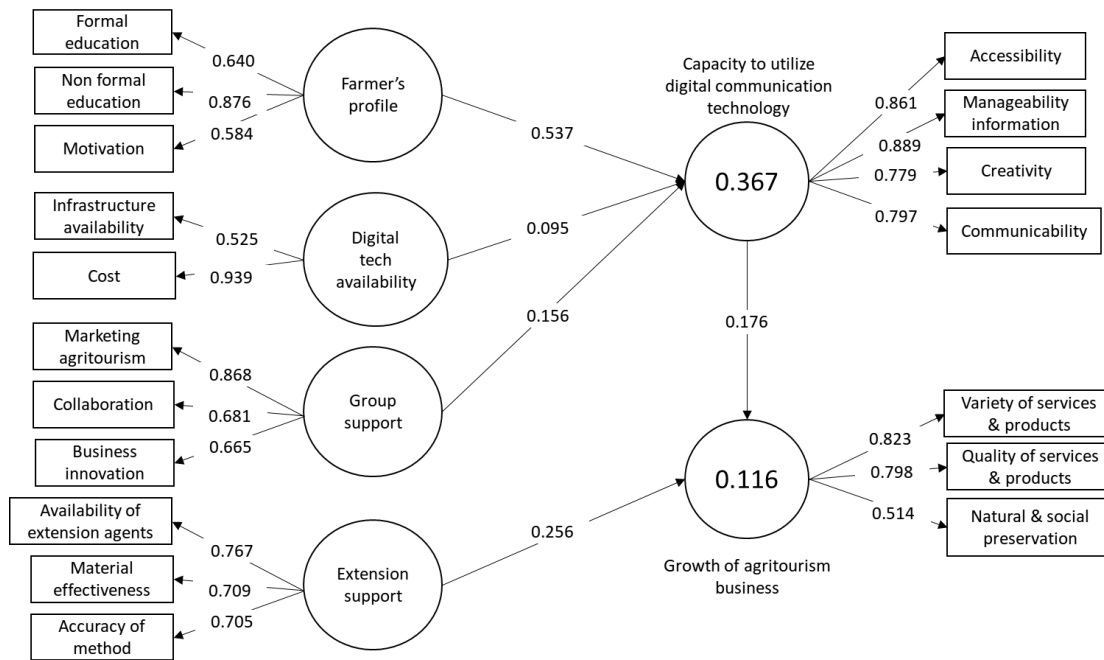 Formal
education
0.640
Non formal
education
0.876
Motivation
0.584
Farmer's
profile
0.537
Infrastructure
availability
0.525
Cost
0.939
Digital
tech
availability
0.095
Marketing
agritourism
0.868
Collaboration
0.681
Business
innovation
0.665
Group
support
0.156
Availability of
extension agents
0.767
Material
effectiveness
0.709
Accuracy of
method
0.705
Extension
support
0.256
Capacity to utilize
digital communication
technology
0.367
0.861
Accessibility
0.889
Manageability
information
0.779
Creativity
0.797
Communicability
0.176
0.116
Growth of agritourism
business
0.823
Variety of services
& products
0.798
Quality of services &
products
0.514
Natural & social
preservation